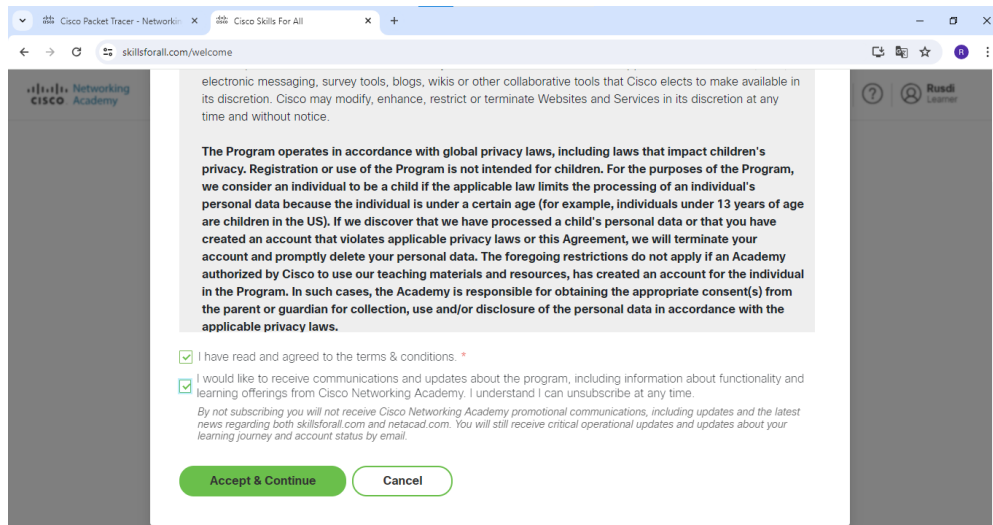 Cisco Packet Tracer - Networkin
Cisco Skills For All
skillsforall.com/welcome
R
Networking
CISCO Academy
Rusdi
Learner
electronic messaging, survey tools, blogs, wikis or other collaborative tools that Cisco elects to make available in
its discretion. Cisco may modify, enhance, restrict or terminate Websites and Services in its discretion at any
time and without notice.
The Program operates in accordance with global privacy laws, including laws that impact children's
privacy. Registration or use of the Program is not intended for children. For the purposes of the Program,
we consider an individual to be a child if the applicable law limits the processing of an individual's
personal data because the individual is under a certain age (for example, individuals under 13 years of age
are children in the US). If we discover that we have processed a child's personal data or that you have
created an account that violates applicable privacy laws or this Agreement, we will terminate your
account and promptly delete your personal data. The foregoing restrictions do not apply if an Academy
authorized by Cisco to use our teaching materials and resources, has created an account for the individual
in the Program. In such cases, the Academy is responsible for obtaining the appropriate consent(s) from
the parent or guardian for collection, use and/or disclosure of the personal data in accordance with the
applicable privacy laws.
I have read and agreed to the terms & conditions. *
I would like to receive communications and updates about the program, including information about functionality and
learning offerings from Cisco Networking Academy. I understand I can unsubscribe at any time.
By not subscribing you will not receive Cisco Networking Academy promotional communications, including updates and the latest
news regarding both skillsforall.com and netacad.com. You will still receive critical operational updates and updates about your
learning journey and account status by email.
Accept & Continue
Cancel